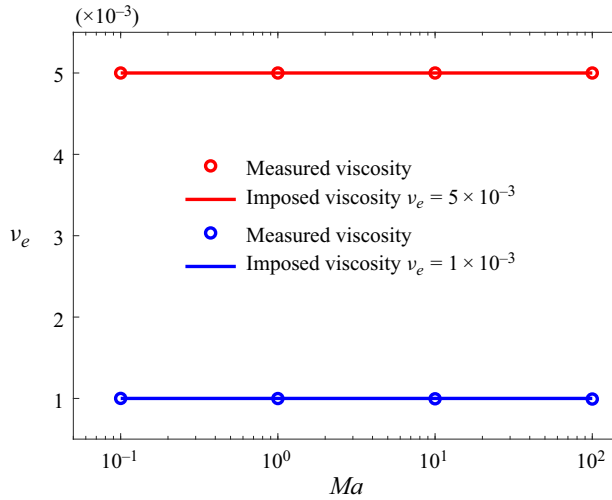 (×10⁻³)
5
4
3
2
1
νₑ
Measured viscosity
Imposed viscosity νₑ = 5 × 10⁻³
Measured viscosity
Imposed viscosity νₑ = 1 × 10⁻³
10⁻¹ 10⁰ 10¹ 10²
Ma